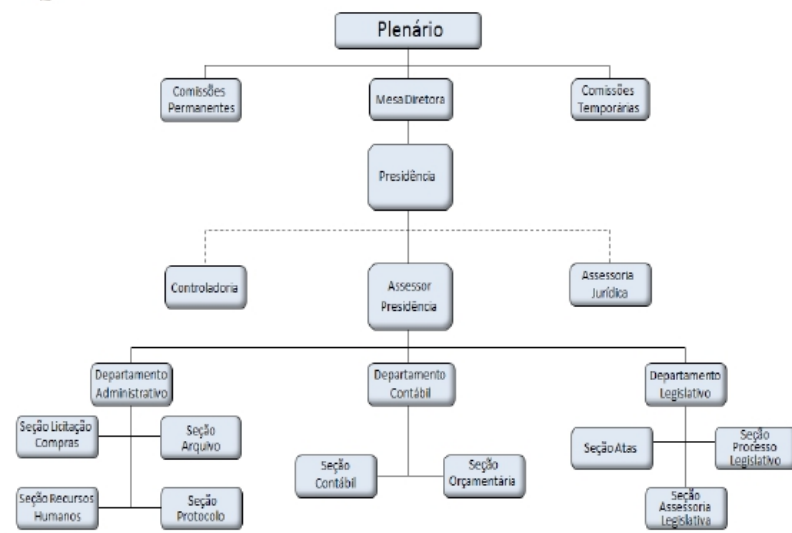 Plenário
Comissões
Permanentes
Mesa Diretora
Comissões
Temporárias
Presidência
Controladoria
Assessor
Presidência
Assessoria
Jurídica
Departamento
Administrativo
Departamento
Contábil
Departamento
Legislativo
Seção Licitação
Compras
Seção
Arquivo
Seção Atas
Seção
Processo
Legislativo
Seção
Contábil
Seção
Orçamentária
Seção Recursos
Humanos
Seção
Protocolo
Seção
Assessoria
Legislativa